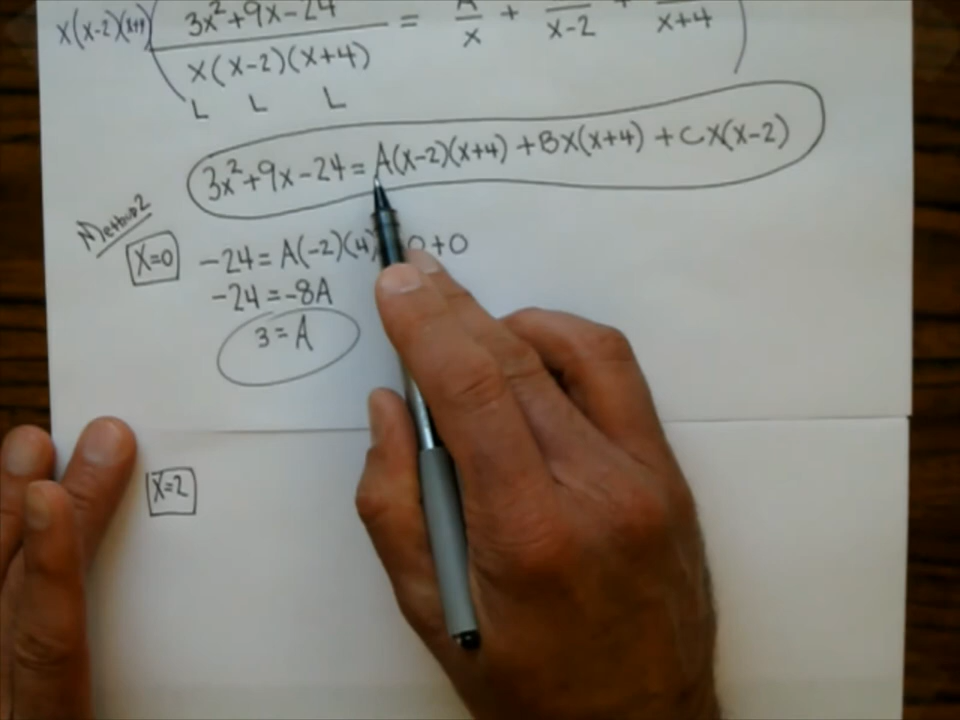 x(x-2)(x+4) ( 3x²+9x-24 / x(x-2)(x+4) = A/x + /x-2 + /x+4 )
L L L
3x²+9x-24 = A(x-2)(x+4) + Bx(x+4) + Cx(x-2)
Method 2
x=0 -24 = A(-2)(4) 0+0
-24 = -8A
3 = A
x=2